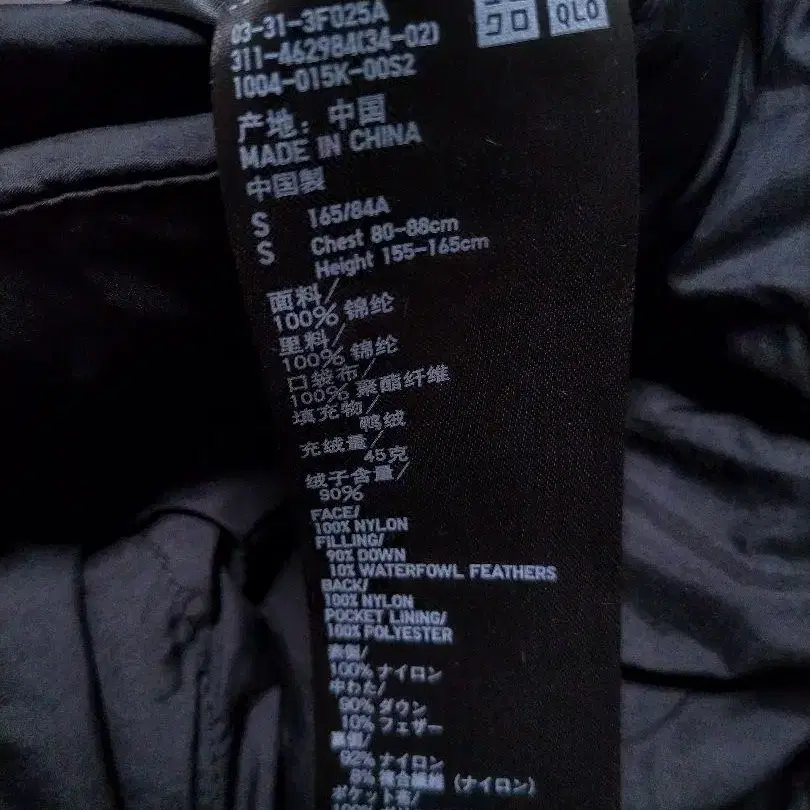 QLO
03-31-3F025A
311-462984(34-02)
1004-015K-00S2
产地：中国
MADE IN CHINA
中国製
S 165/84A
S Chest 80-88cm
Height 155-165cm
面料/
100% 锦纶
里料/
100% 锦纶
口袋布/
100% 聚酯纤维
填充物/
鸭绒
充绒量/
45克
绒子含量/
90%
FACE/
100% NYLON
FILLING/
90% DOWN
10% WATERFOWL FEATHERS
BACK/
100% NYLON
POCKET LINING/
100% POLYESTER
表側/
100% ナイロン
中わた/
90% ダウン
10% フェザー
裏側/
92% ナイロン
8% 複合繊維 (ナイロン)
ポケット布/